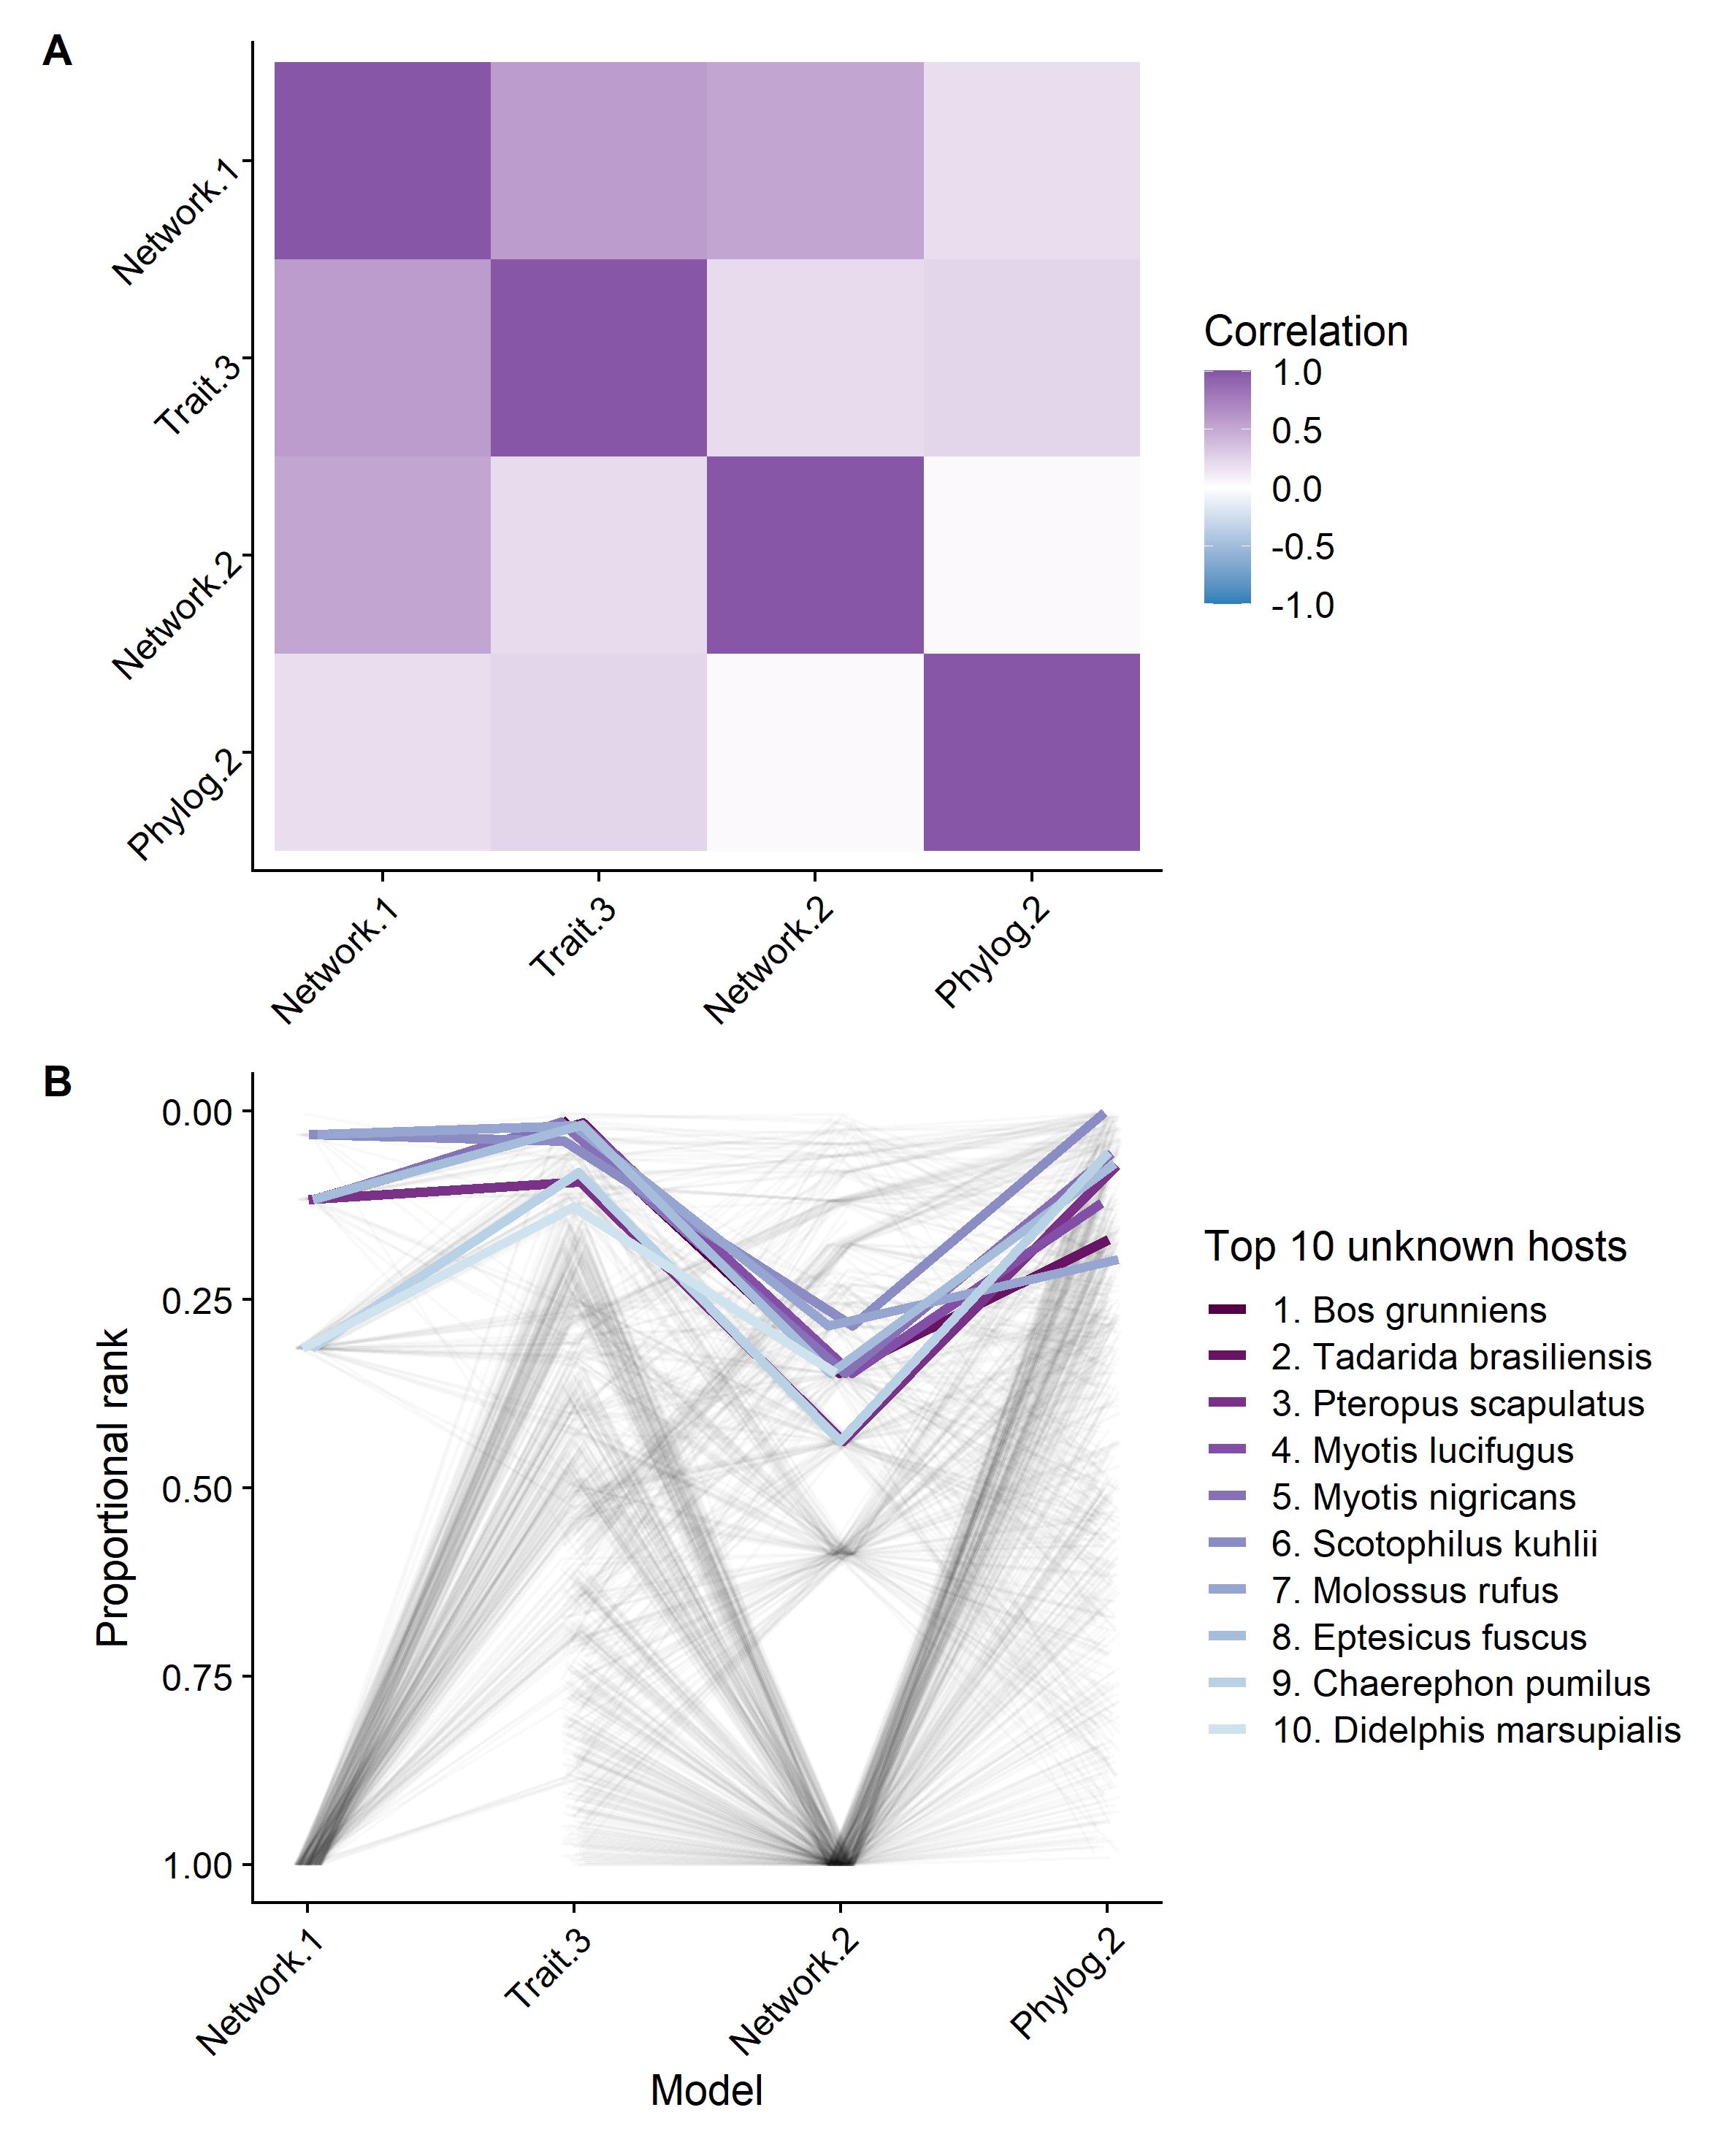 A
Network.1
Trait.3
Network.2
Phylog.2
Network.1
Trait.3
Network.2
Phylog.2
Correlation
1.0
0.5
0.0
-0.5
-1.0
B
0.00
0.25
0.50
0.75
1.00
Proportional rank
Network.1
Trait.3
Network.2
Phylog.2
Model
Top 10 unknown hosts
1. Bos grunniens
2. Tadarida brasiliensis
3. Pteropus scapulatus
4. Myotis lucifugus
5. Myotis nigricans
6. Scotophilus kuhlii
7. Molossus rufus
8. Eptesicus fuscus
9. Chaerephon pumilus
10. Didelphis marsupialis